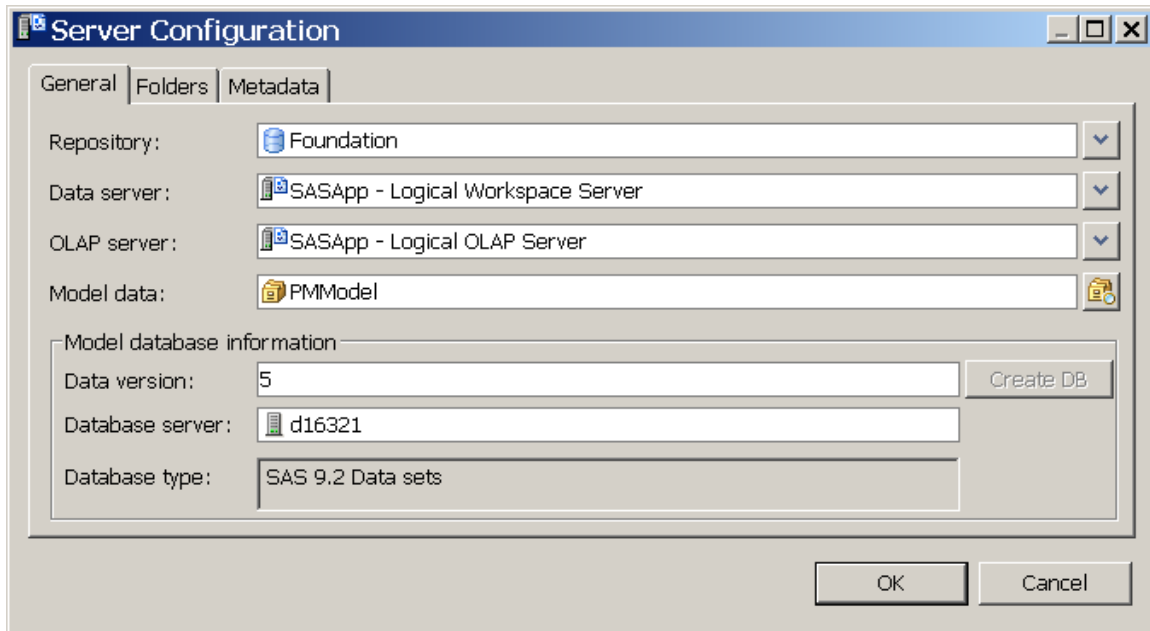 Server Configuration
General Folders Metadata
Repository: Foundation
Data server: SASApp - Logical Workspace Server
OLAP server: SASApp - Logical OLAP Server
Model data: PMModel
Model database information
Data version: 5 Create DB
Database server: d16321
Database type: SAS 9.2 Data sets
OK Cancel